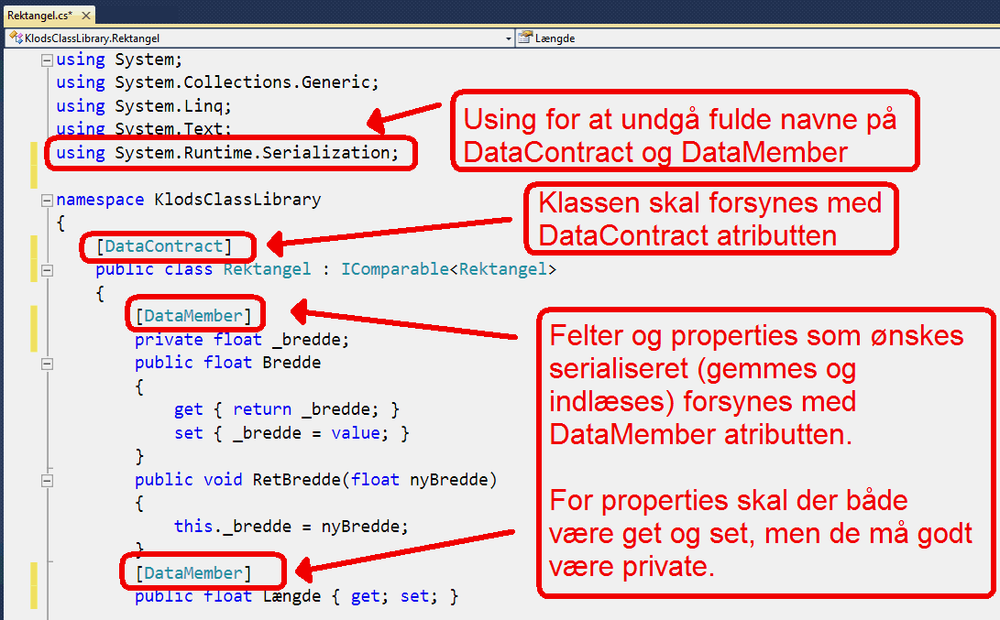 Rektangel.cs*
KlodsClassLibrary.Rektangel
Længde
using System;
using System.Collections.Generic;
using System.Linq;
using System.Text;
using System.Runtime.Serialization;
Using for at undgå fulde navne på
DataContract og DataMember
namespace KlodsClassLibrary
{
Klassen skal forsynes med
DataContract atributten
[DataContract]
public class Rektangel : IComparable<Rektangel>
{
[DataMember]
private float _bredde;
public float Bredde
{
get { return _bredde; }
set { _bredde = value; }
}
public void RetBredde(float nyBredde)
{
this._bredde = nyBredde;
}
[DataMember]
public float Længde { get; set; }
Felter og properties som ønskes
serialiseret (gemmes og
indlæses) forsynes med
DataMember atributten.
For properties skal der både
være get og set, men de må godt
være private.